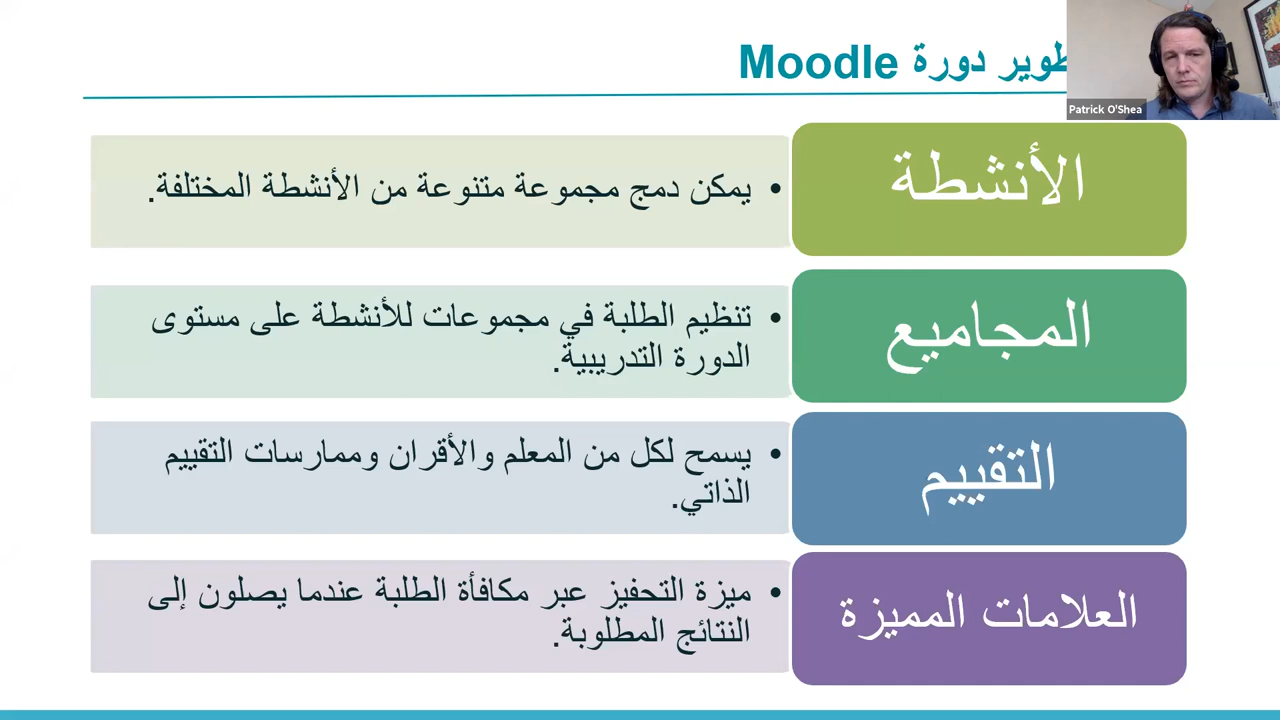 دورة Moodle
Patrick O'Shea
الأنشطة
• يمكن دمج مجموعة متنوعة من الأنشطة المختلفة.
المجاميع
• تنظيم الطلبة في مجموعات للأنشطة على مستوى
الدورة التدريبية.
التقييم
• يسمح لكل من المعلم والأقران وممارسات التقييم
الذاتي.
العلامات المميزة
• ميزة التحفيز عبر مكافأة الطلبة عندما يصلون إلى
النتائج المطلوبة.